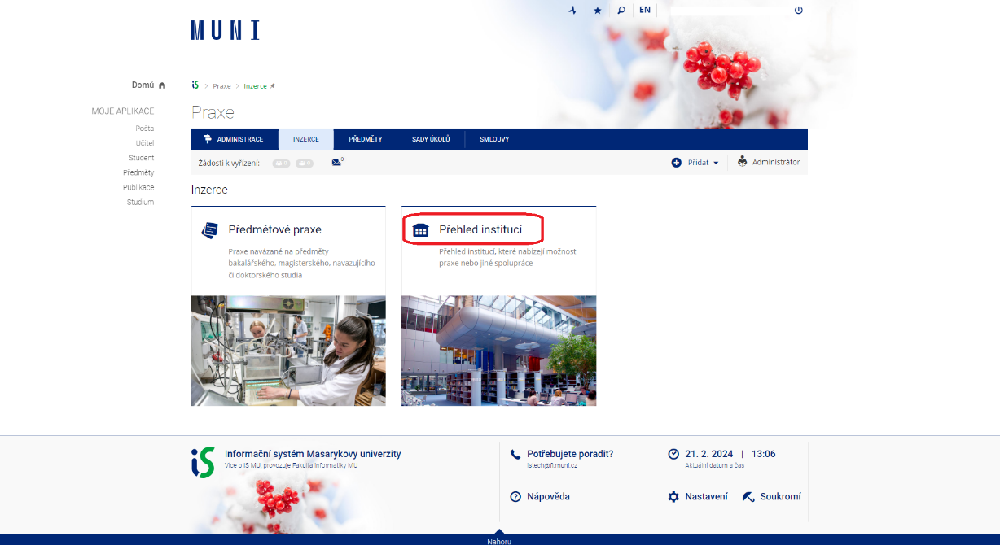 EN
MUNI
Domů
IS Praxe Inzerce
MOJE APLIKACE
Pošta
Učitel
Student
Předměty
Publikace
Studium
Praxe
ADMINISTRACE INZERCE PŘEDMĚTY SADY ÚKOLŮ SMLOUVY
Žádosti k vyřízení: 0 Přidat Administrátor
Inzerce
Předmětové praxe
Praxe navázané na předměty
bakalářského, magisterského, navazujícího
či doktorského studia
Přehled institucí
Přehled institucí, které nabízejí možnost
praxe nebo jiné spolupráce
iS
Informační systém Masarykovy univerzity
Více o IS MU, provozuje Fakulta informatiky MU
Potřebujete poradit?
istech@fi.muni.cz
21. 2. 2024 | 13:06
Aktuální datum a čas
Nápověda
Nastavení
Soukromí
Nahoru